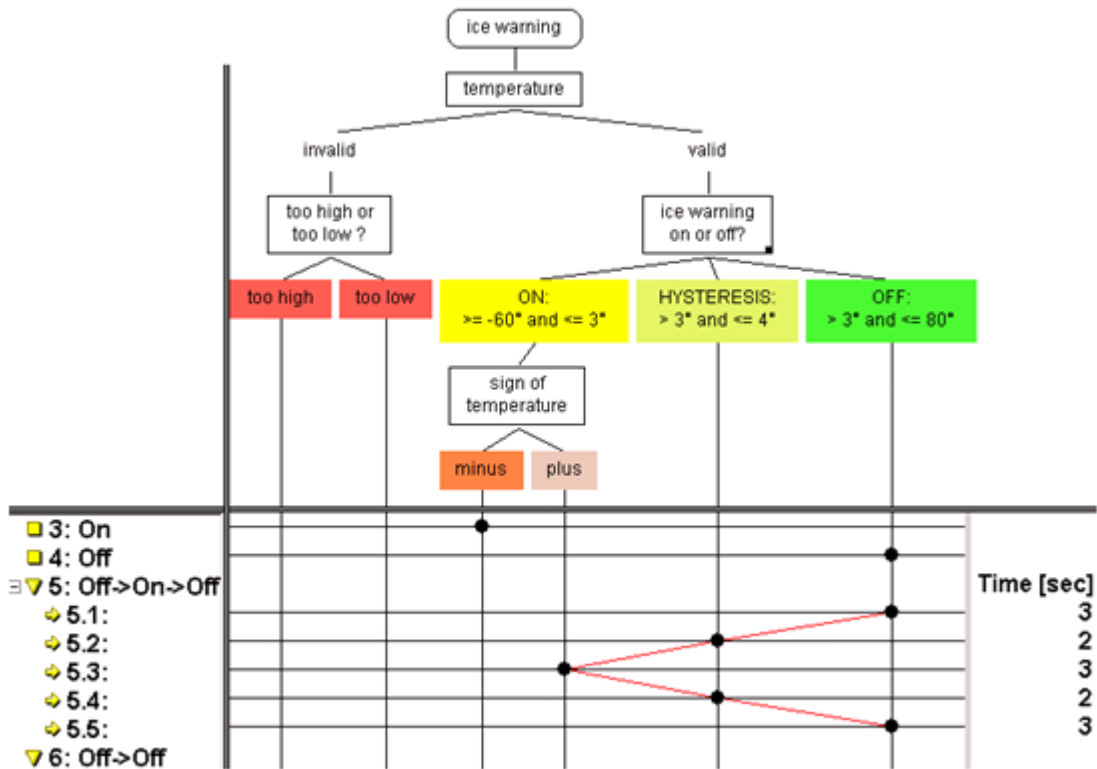 ice warning
temperature
invalid
valid
too high or
too low ?
ice warning
on or off?
too high
too low
ON:
>= -60° and <= 3°
HYSTERESIS:
> 3° and <= 4°
OFF:
> 3° and <= 80°
sign of
temperature
minus
plus
3: On
4: Off
5: Off->On->Off
Time [sec]
5.1:
3
5.2:
2
5.3:
3
5.4:
2
5.5:
3
6: Off->Off